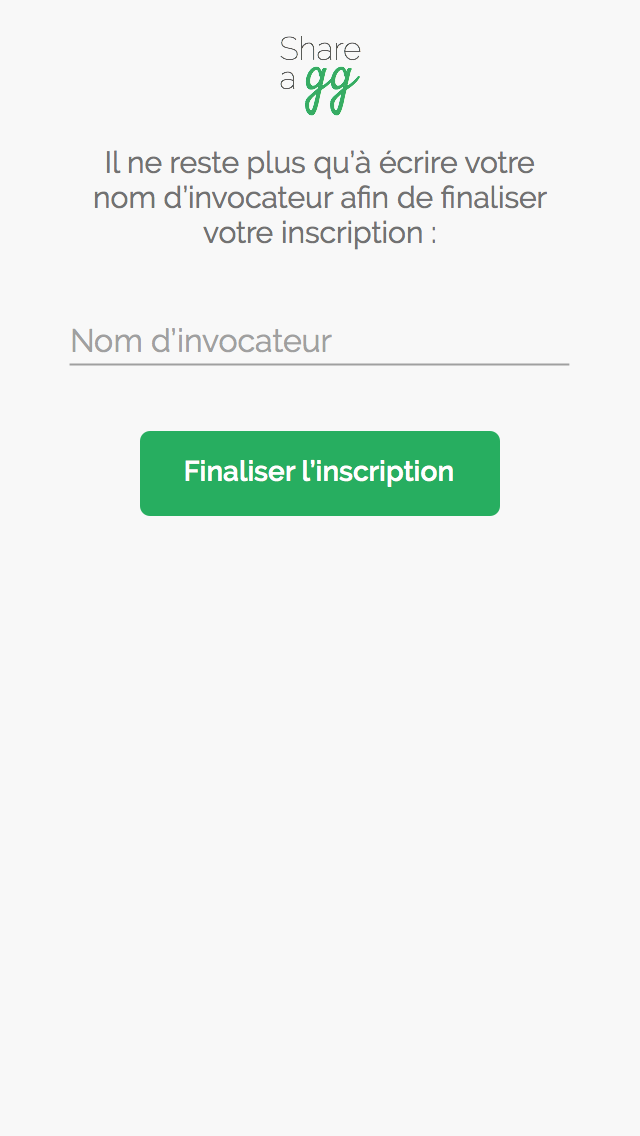 Share
a gg
Il ne reste plus qu’à écrire votre
nom d’invocateur afin de finaliser
votre inscription :
Nom d’invocateur
Finaliser l’inscription